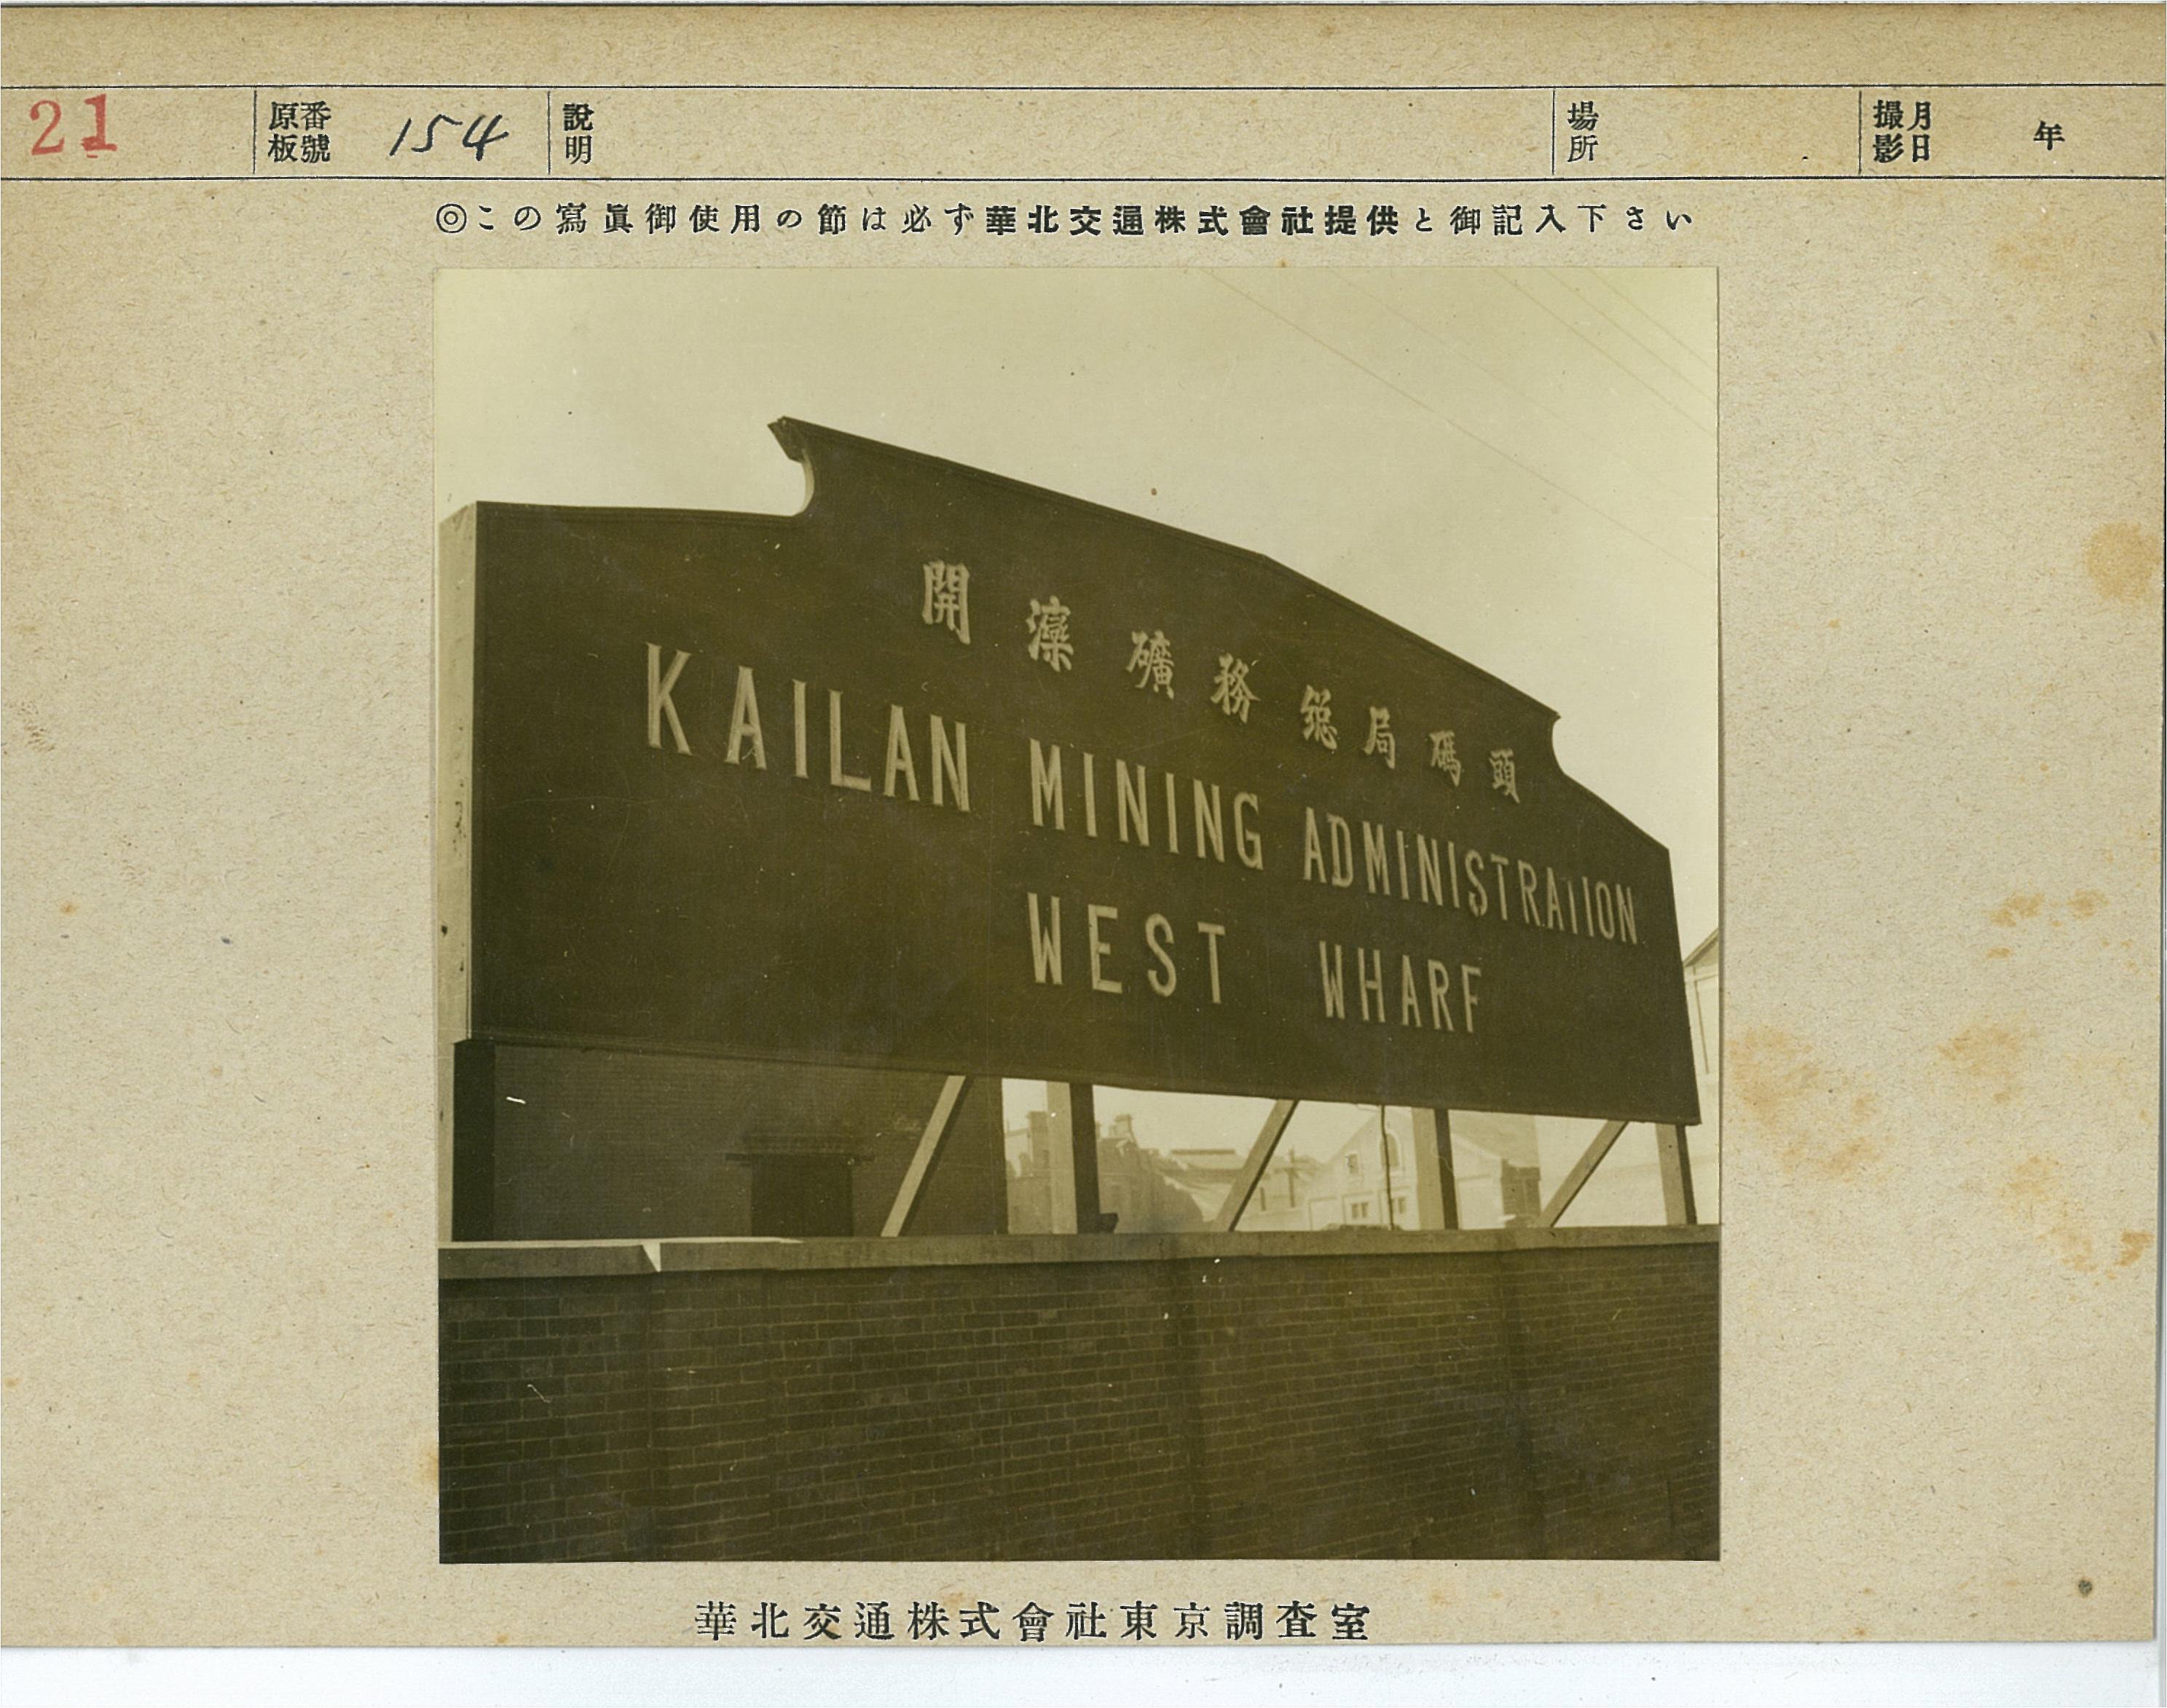 21 原板番號 154 說明 場所 撮影月日 年
◎この寫眞御使用の節は必ず華北交通株式會社提供と御記入下さい
開灤礦務総局碼頭
KAILAN MINING ADMINISTRATION
WEST WHARF
華北交通株式會社東京調査室